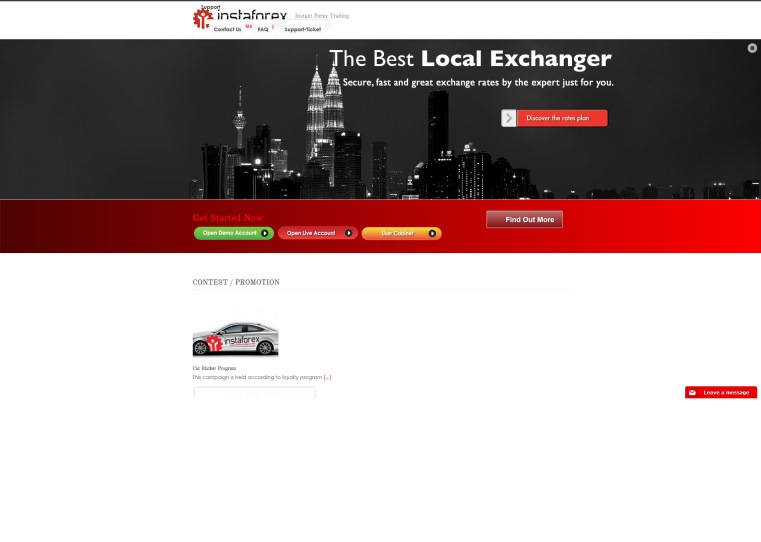 Support
instaforex Instant Forex Trading
Contact Us
FAQ
Support-Ticket
The Best Local Exchanger
Secure, fast and great exchange rates by the expert just for you.
Discover the rates plan
Get Started Now
Find Out More
Open Demo Account
Open Live Account
User Cabinet
CONTEST / PROMOTION
instaforex
Car Sticker Program
This campaign is held according to loyalty program [...]
Leave a message